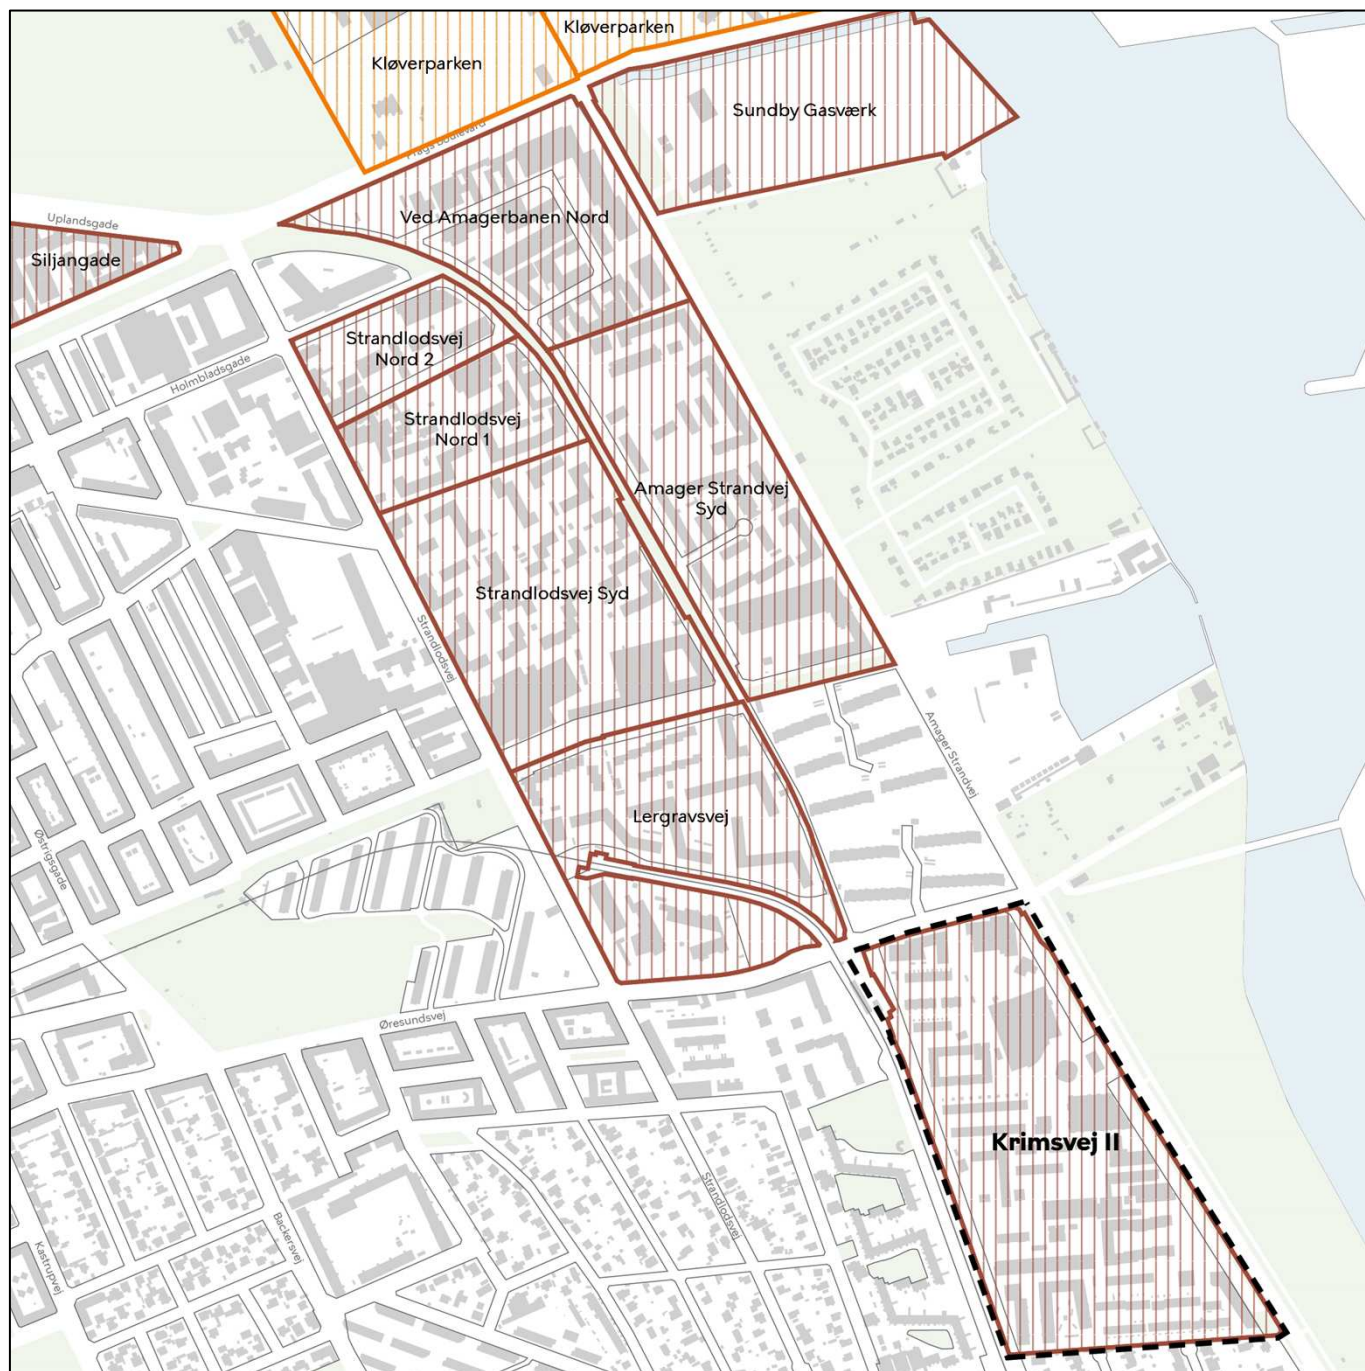 Kløverparken
Kløverparken
Sundby Gasværk
Prags Boulevard
Ved Amagerbanen Nord
Uplandsgade
Siljangade
Strandlodsvej
Nord 2
Holmbladsgade
Strandlodsvej
Nord 1
Amager Strandvej
Syd
Strandlodsvej Syd
Strandlodsvej
Amager Strandvej
Lergravsvej
Østrigsgade
Øresundsvej
Krimsvej II
Strandlodsvej
Backersvej
Kastrupvej